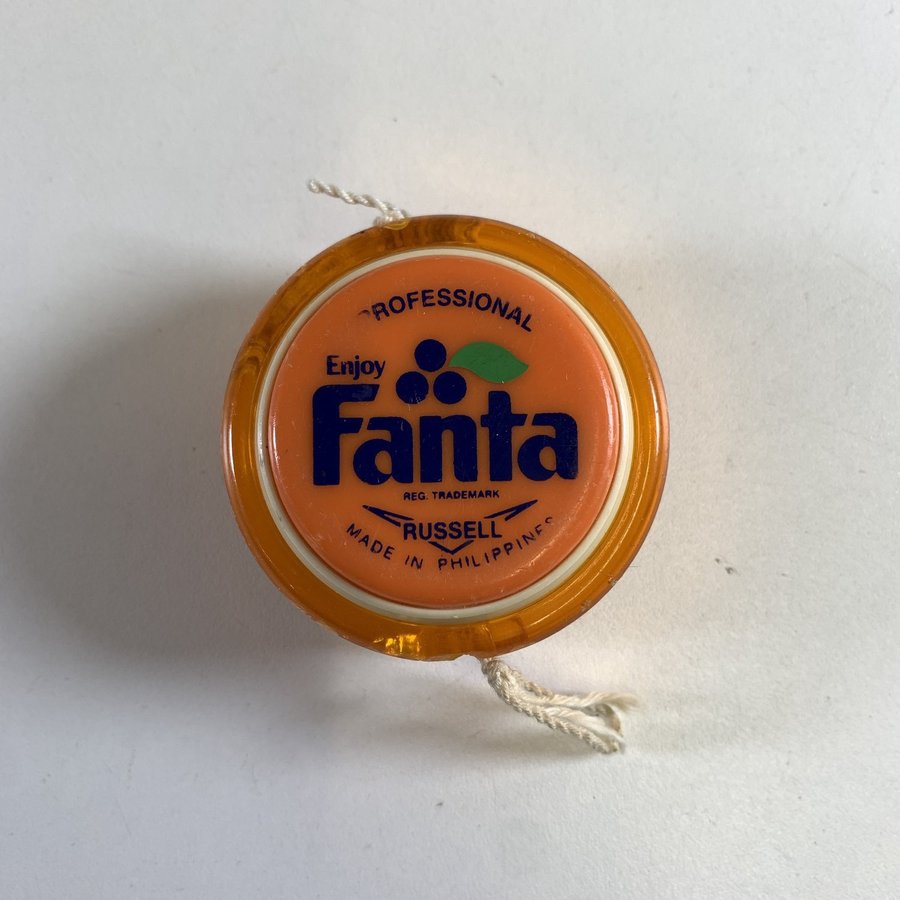 PROFESSIONAL
Enjoy
Fanta
REG. TRADEMARK
RUSSELL
MADE IN PHILIPPINES